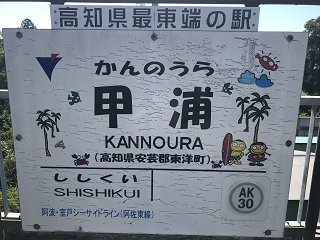 高知県最東端の駅
かんのうら
甲浦
KANNOURA
(高知県安芸郡東洋町)
ししくい
SHISHIKUI
AK
30
阿波・室戸シーサイドライン(阿佐東線)